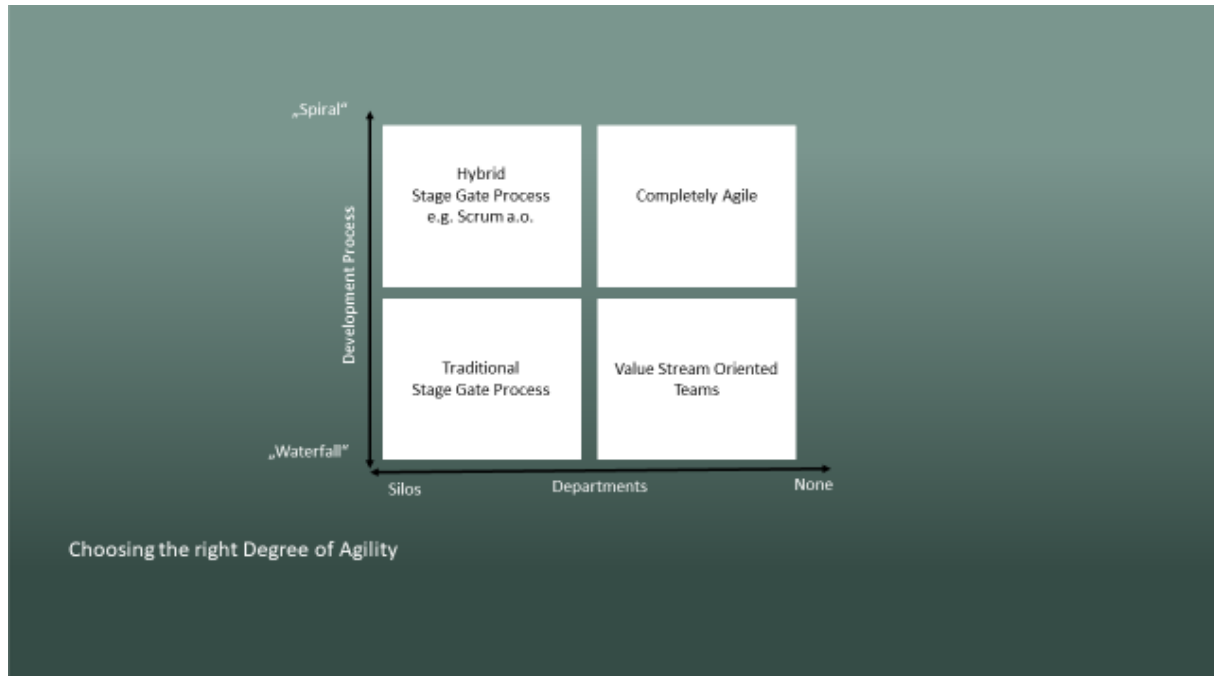 „Spiral“
Hybrid
Stage Gate Process
e.g. Scrum a.o.
Completely Agile
Development Process
Traditional
Stage Gate Process
Value Stream Oriented
Teams
„Waterfall“
Silos
Departments
None
Choosing the right Degree of Agility